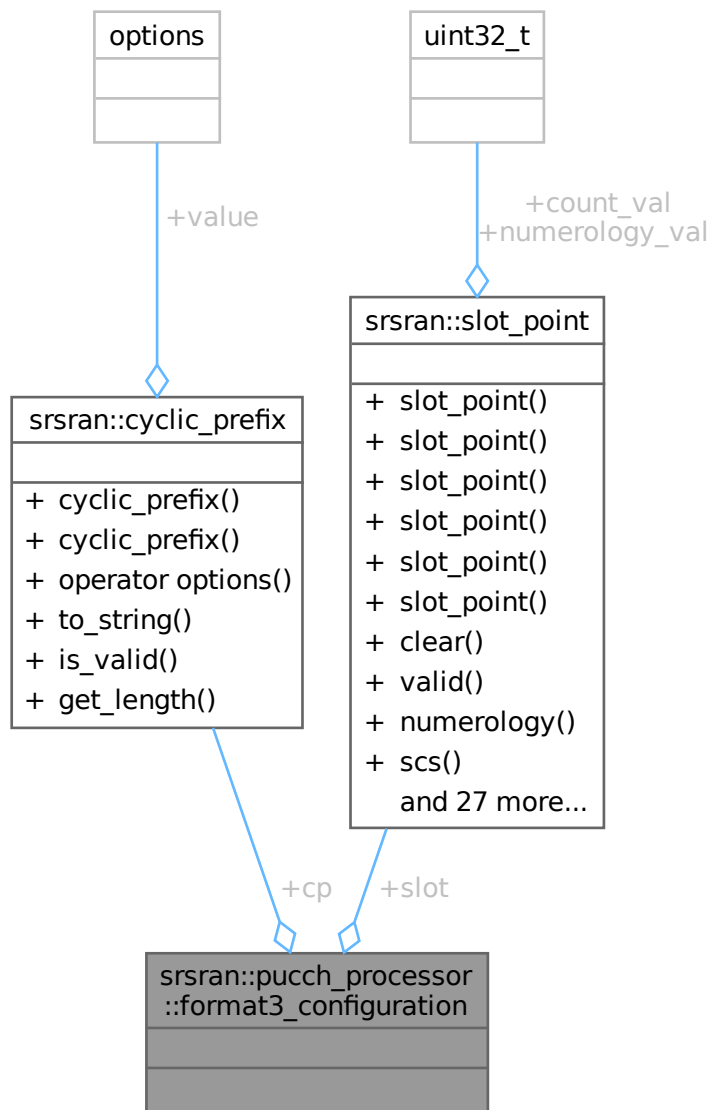 options
uint32_t
+value
+count_val
+numerology_val
srsran::cyclic_prefix
+ cyclic_prefix()
+ cyclic_prefix()
+ operator options()
+ to_string()
+ is_valid()
+ get_length()
srsran::slot_point
+ slot_point()
+ slot_point()
+ slot_point()
+ slot_point()
+ slot_point()
+ slot_point()
+ clear()
+ valid()
+ numerology()
+ scs()
and 27 more...
+cp
+slot
srsran::pucch_processor
::format3_configuration